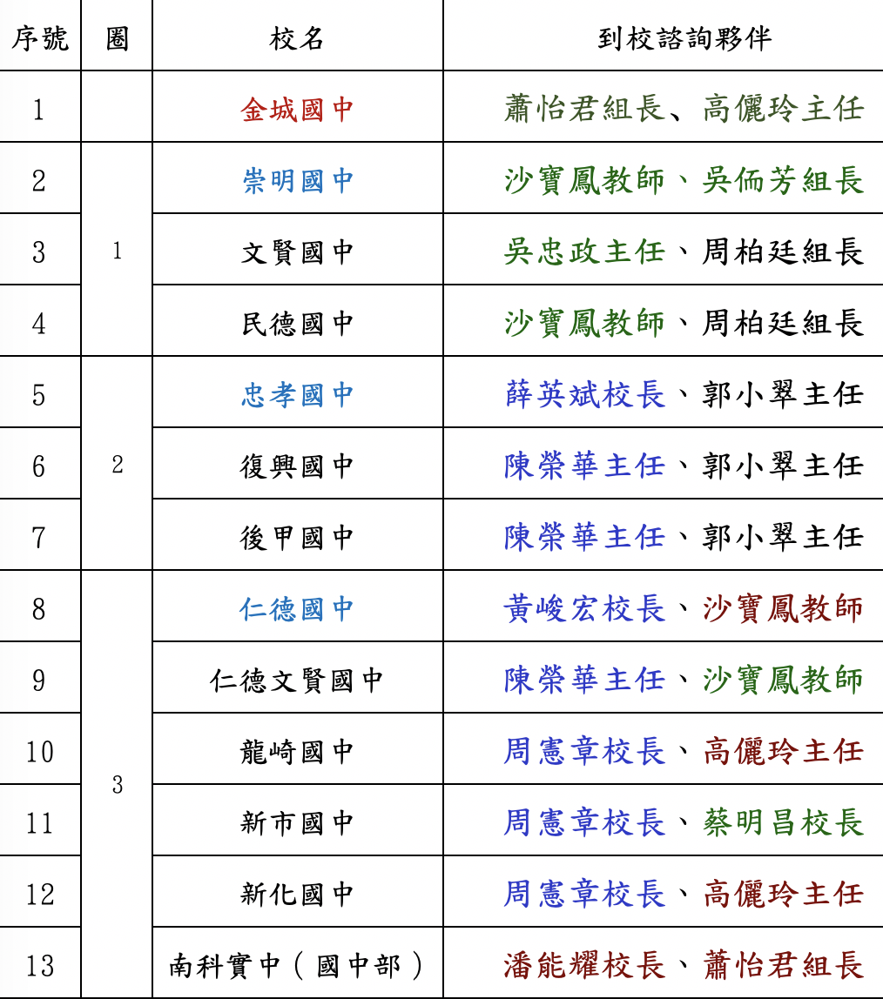 序號 圈 校名 到校諮詢夥伴
1 金城國中 蕭怡君組長、高儷玲主任
2 崇明國中 沙寶鳳教師、吳侕芳組長
3 1 文賢國中 吳忠政主任、周柏廷組長
4 民德國中 沙寶鳳教師、周柏廷組長
5 忠孝國中 薛英斌校長、郭小翠主任
6 2 復興國中 陳榮華主任、郭小翠主任
7 後甲國中 陳榮華主任、郭小翠主任
8 仁德國中 黃峻宏校長、沙寶鳳教師
9 仁德文賢國中 陳榮華主任、沙寶鳳教師
10 3 龍崎國中 周憲章校長、高儷玲主任
11 新市國中 周憲章校長、蔡明昌校長
12 新化國中 周憲章校長、高儷玲主任
13 南科實中(國中部) 潘能耀校長、蕭怡君組長